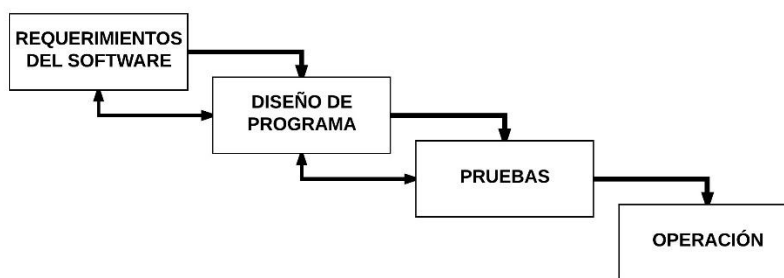 REQUERIMIENTOS
DEL SOFTWARE
DISEÑO DE
PROGRAMA
PRUEBAS
OPERACIÓN